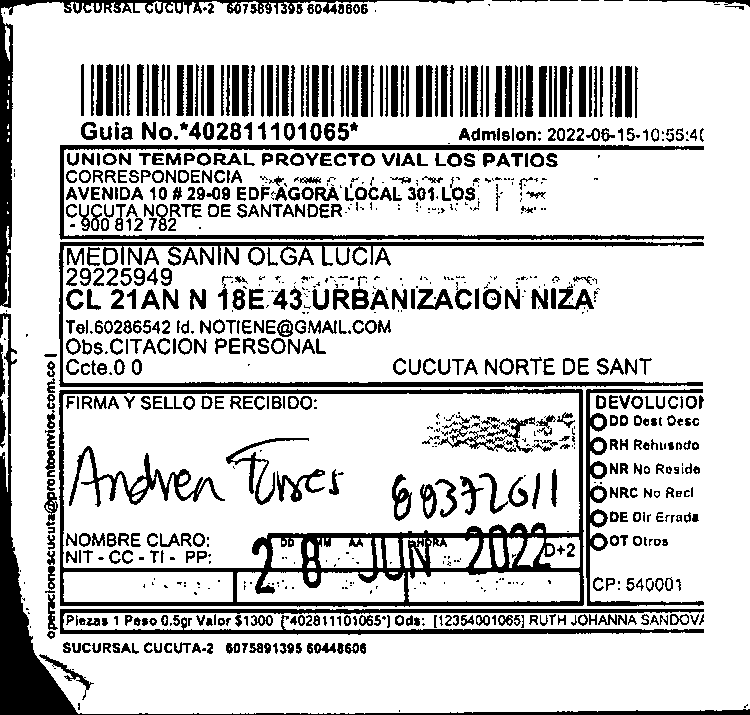 SUCURSAL CUCUTA-2 6075891395 60448606
Guia No.*402811101065*
Admision: 2022-06-15-10:55:4
UNION TEMPORAL PROYECTO VIAL LOS PATIOS
CORRESPONDENCIA
AVENIDA 10 # 29-09 EDF AGORA LOCAL 301 LOS
CUCUTA NORTE DE SANTANDER
- 900 812 782
MEDINA SANIN OLGA LUCIA
29225949
CL 21AN N 18E 43 URBANIZACION NIZA
Tel.60286542 Id. NOTIENE@GMAIL.COM
Obs.CITACION PERSONAL
Ccte.0 0 CUCUTA NORTE DE SANT
operacionescucuta@prontoenvios.com.co
FIRMA Y SELLO DE RECIBIDO:
Andrea Torres 60372611
NOMBRE CLARO:
NIT - CC - TI - PP:
DD MM AA HORA
28 JUN 2022
D+2
DEVOLUCION
DD Dest Desc
RH Rehusado
NR No Reside
NRC No Recl
DE Dir Errada
OT Otros
CP: 540001
Piezas 1 Peso 0.5gr Valor $1300 [*402811101065*] Ods: [12354001065] RUTH JOHANNA SANDOVA
SUCURSAL CUCUTA-2 6075891395 60448606